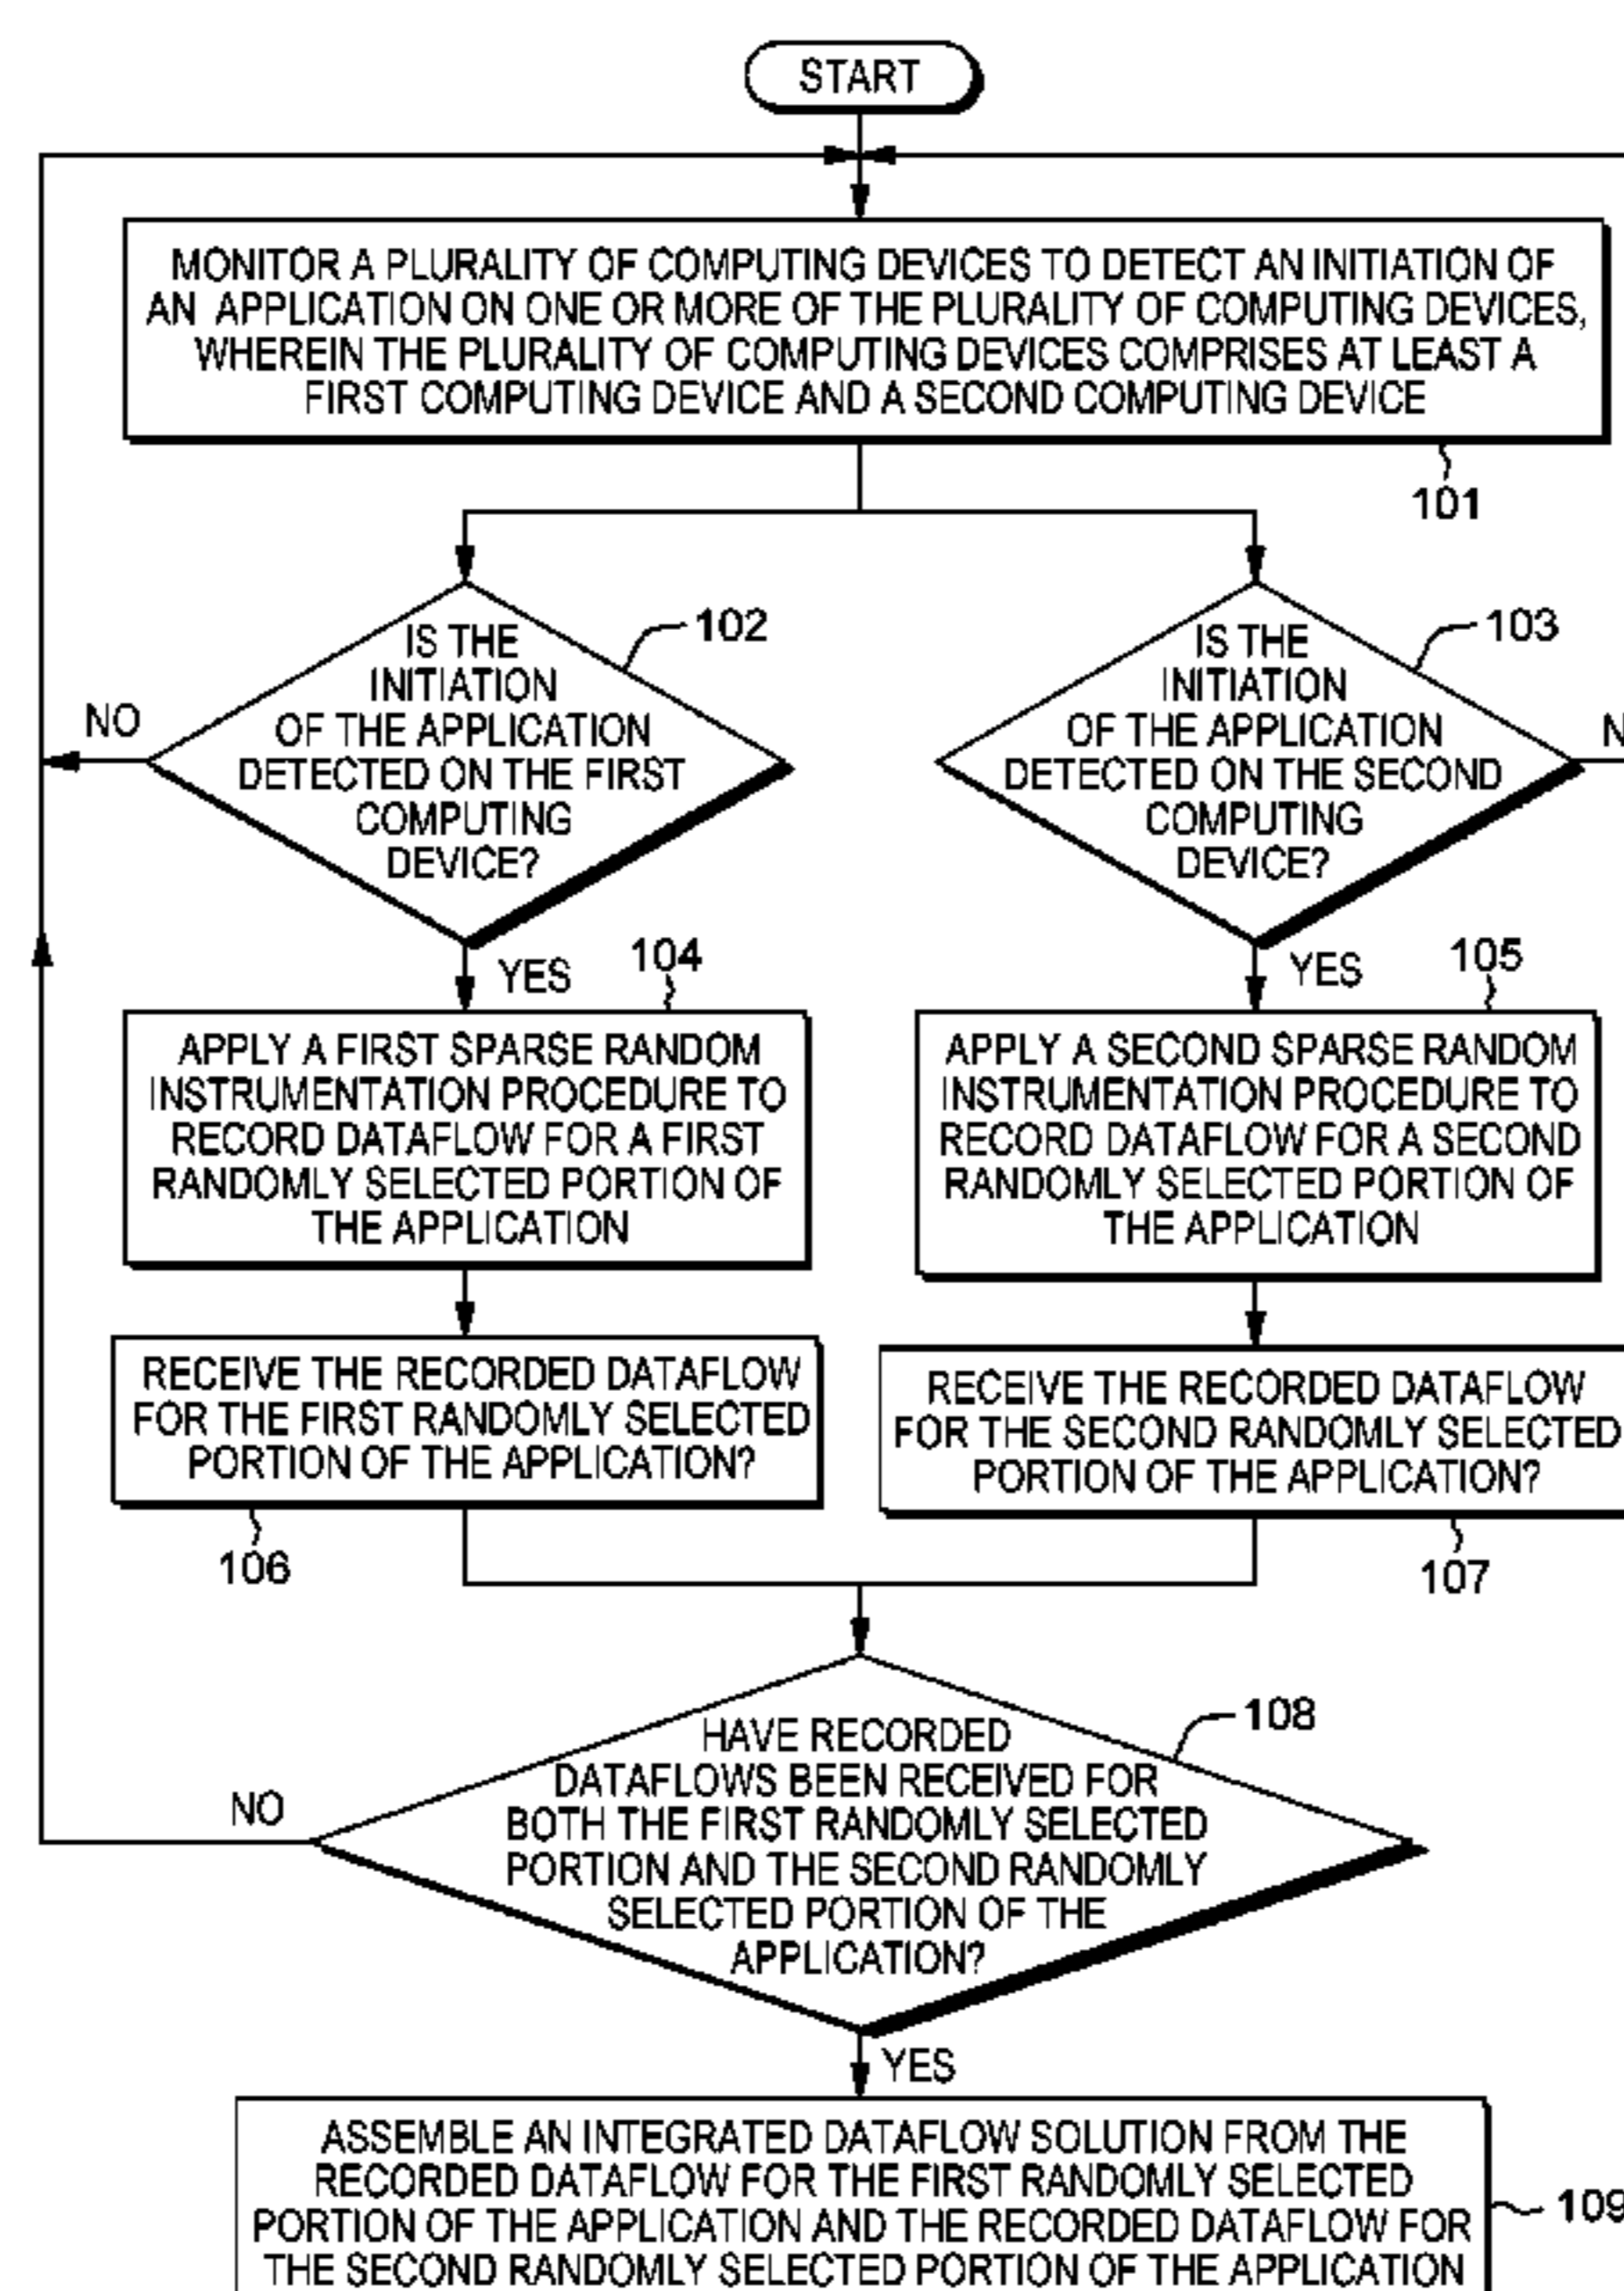 START
MONITOR A PLURALITY OF COMPUTING DEVICES TO DETECT AN INITIATION OF
AN APPLICATION ON ONE OR MORE OF THE PLURALITY OF COMPUTING DEVICES,
WHEREIN THE PLURALITY OF COMPUTING DEVICES COMPRISES AT LEAST A
FIRST COMPUTING DEVICE AND A SECOND COMPUTING DEVICE
101
IS THE
INITIATION
OF THE APPLICATION
DETECTED ON THE FIRST
COMPUTING
DEVICE?
102
NO
YES
IS THE
INITIATION
OF THE APPLICATION
DETECTED ON THE SECOND
COMPUTING
DEVICE?
103
YES
104
APPLY A FIRST SPARSE RANDOM
INSTRUMENTATION PROCEDURE TO
RECORD DATAFLOW FOR A FIRST
RANDOMLY SELECTED PORTION OF
THE APPLICATION
105
APPLY A SECOND SPARSE RANDOM
INSTRUMENTATION PROCEDURE TO
RECORD DATAFLOW FOR A SECOND
RANDOMLY SELECTED PORTION OF
THE APPLICATION
RECEIVE THE RECORDED DATAFLOW
FOR THE FIRST RANDOMLY SELECTED
PORTION OF THE APPLICATION?
106
RECEIVE THE RECORDED DATAFLOW
FOR THE SECOND RANDOMLY SELECTED
PORTION OF THE APPLICATION?
107
HAVE RECORDED
DATAFLOWS BEEN RECEIVED FOR
BOTH THE FIRST RANDOMLY SELECTED
PORTION AND THE SECOND RANDOMLY
SELECTED PORTION OF THE
APPLICATION?
108
NO
YES
ASSEMBLE AN INTEGRATED DATAFLOW SOLUTION FROM THE
RECORDED DATAFLOW FOR THE FIRST RANDOMLY SELECTED
PORTION OF THE APPLICATION AND THE RECORDED DATAFLOW FOR
THE SECOND RANDOMLY SELECTED PORTION OF THE APPLICATION
109